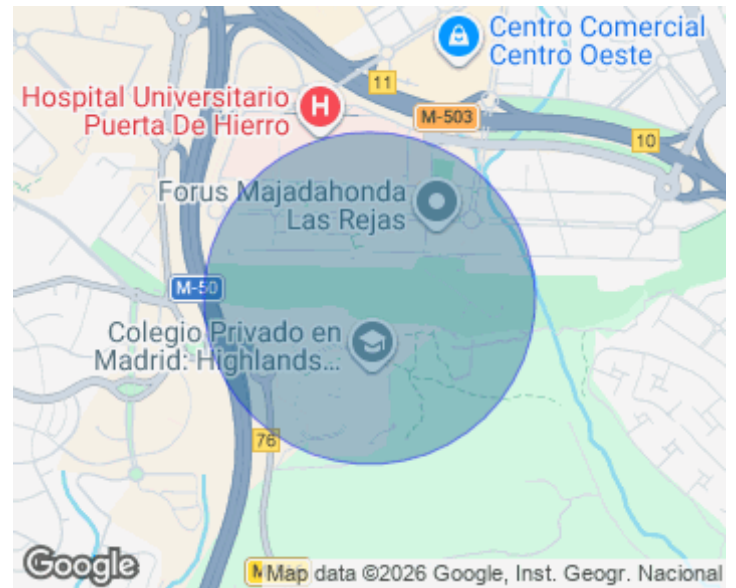 Centro Comercial
Centro Oeste
11
Hospital Universitario
Puerta De Hierro
H
M-503
10
Forus Majadahonda
Las Rejas
M-50
Colegio Privado en
Madrid: Highlands...
76
Google
Map data ©2026 Google, Inst. Geogr. Nacional